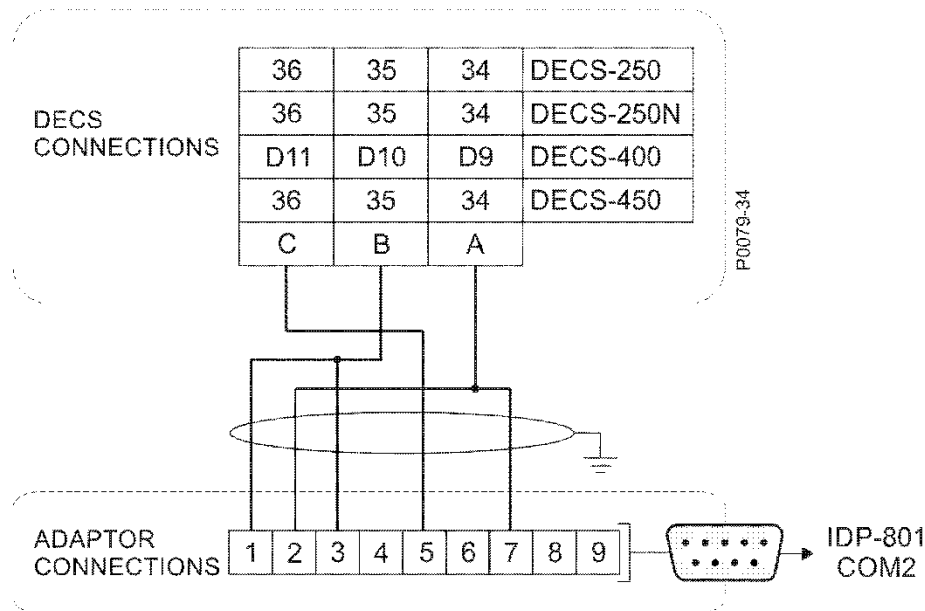 36 35 34 DECS-250
36 35 34 DECS-250N
DECS
CONNECTIONS
D11 D10 D9 DECS-400
36 35 34 DECS-450
C B A
P0079-34
ADAPTOR
CONNECTIONS
1 2 3 4 5 6 7 8 9
IDP-801
COM2